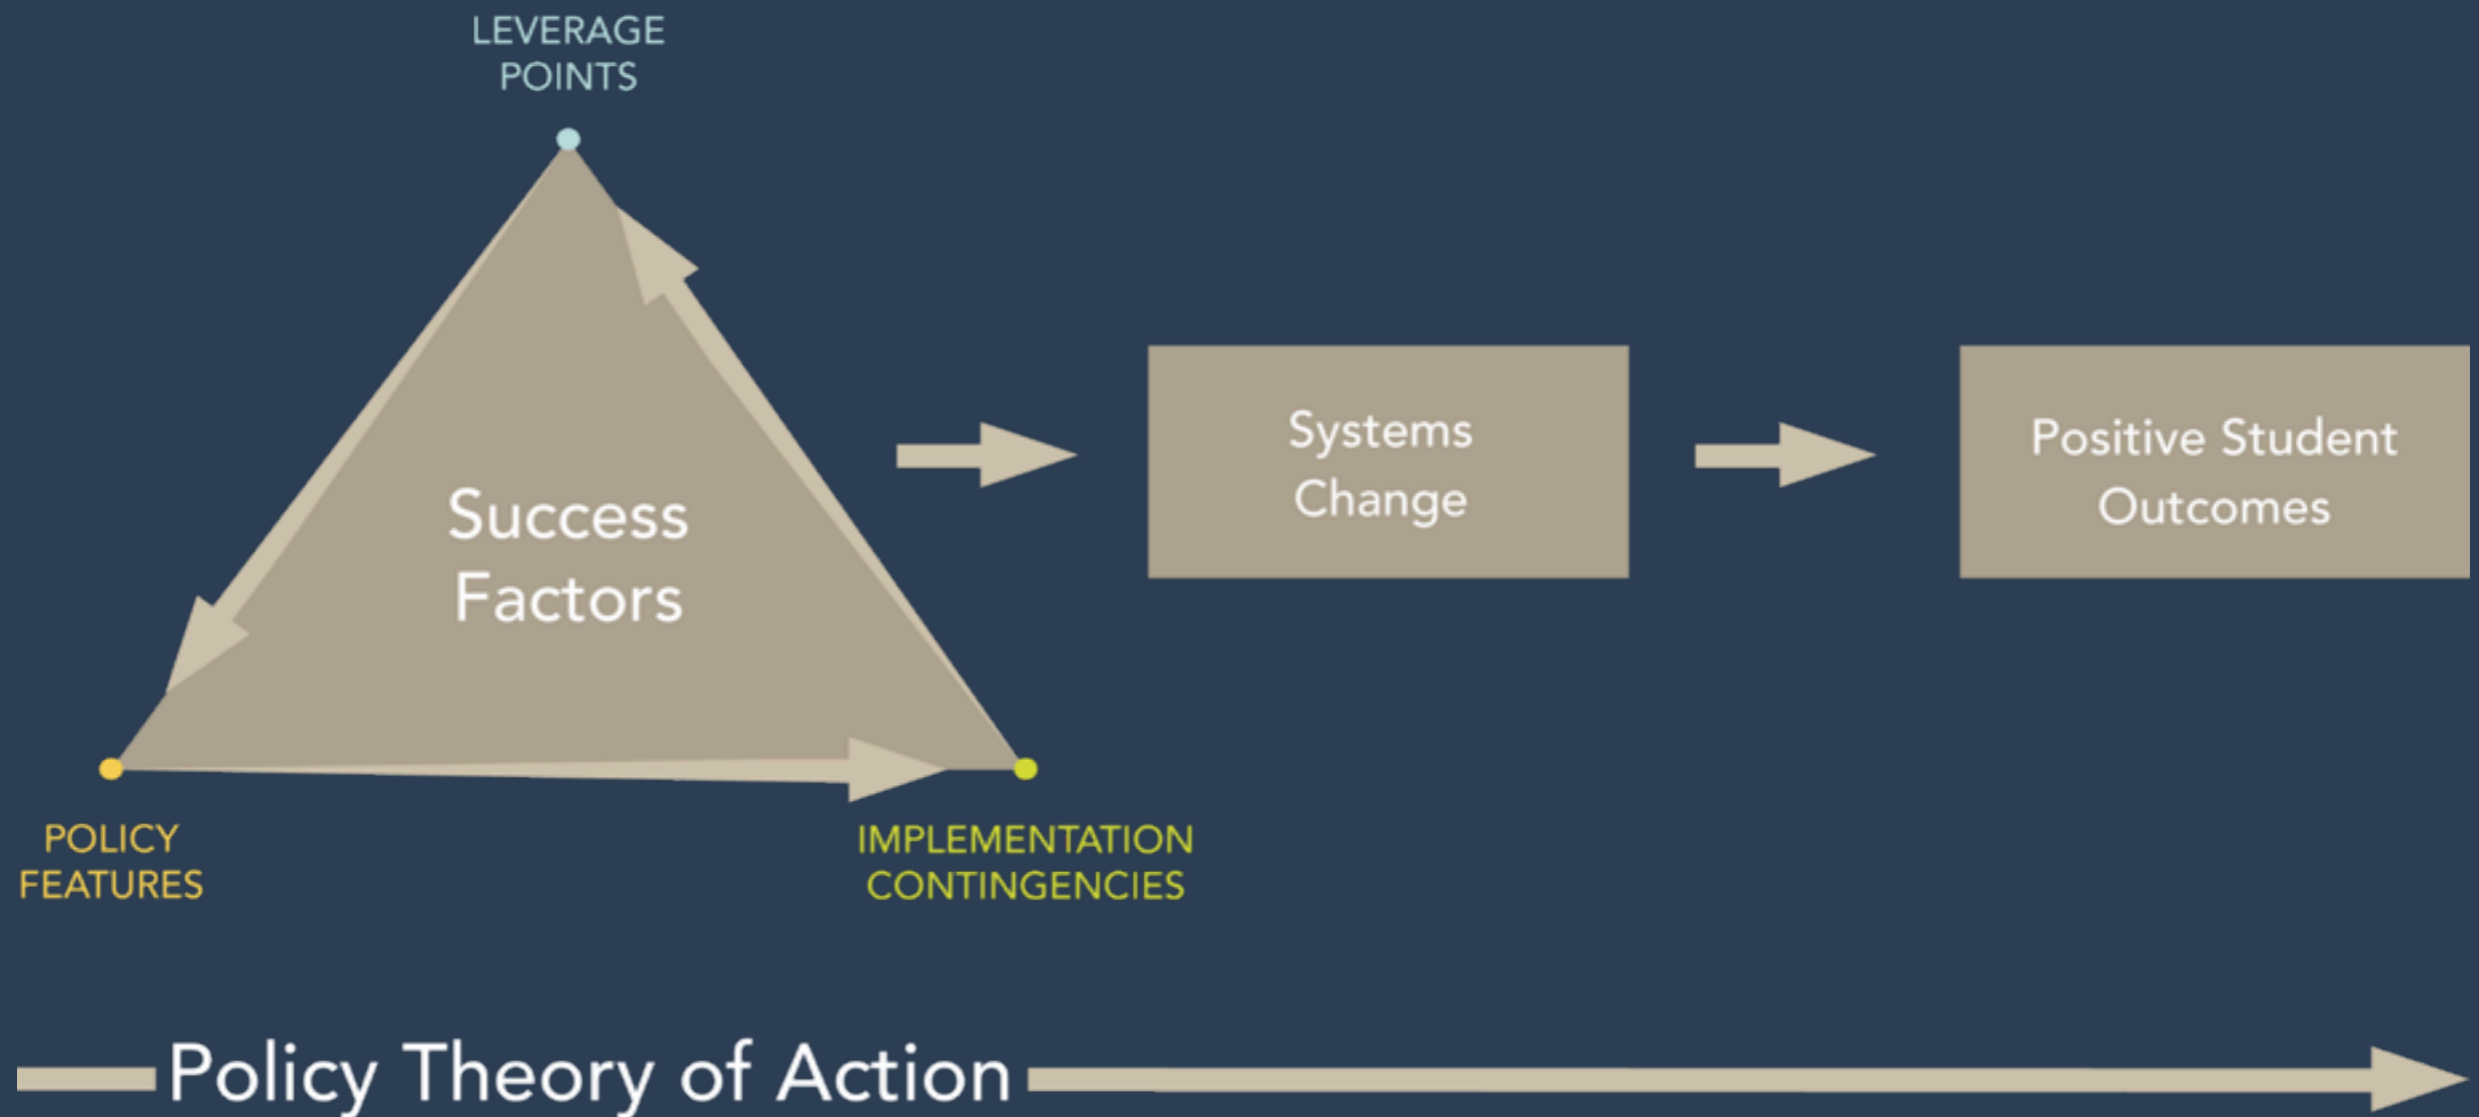 LEVERAGE
POINTS
Success
Factors
Systems
Change
Positive Student
Outcomes
POLICY
FEATURES
IMPLEMENTATION
CONTINGENCIES
Policy Theory of Action